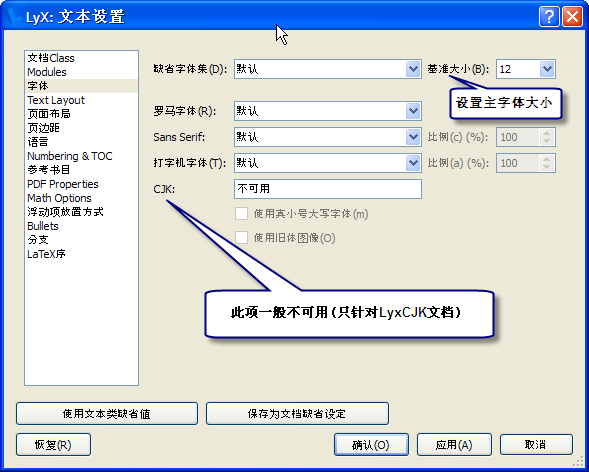 LyX: 文本设置
文档Class
Modules
字体
Text Layout
页面布局
页边距
语言
Numbering & TOC
参考书目
PDF Properties
Math Options
浮动项放置方式
Bullets
分支
LaTeX序
缺省字体集(D): 默认 基准大小(B): 12
设置主字体大小
罗马字体(R): 默认
Sans Serif: 默认 比例(c) (%): 100
打字机字体(T): 默认 比例(a) (%): 100
CJK: 不可用
使用真小号大写字体(m)
使用旧体图像(O)
此项一般不可用(只针对LyxCJK文档)
使用文本类缺省值 保存为文档缺省设定
恢复(R) 确认(O) 应用(A) 取消